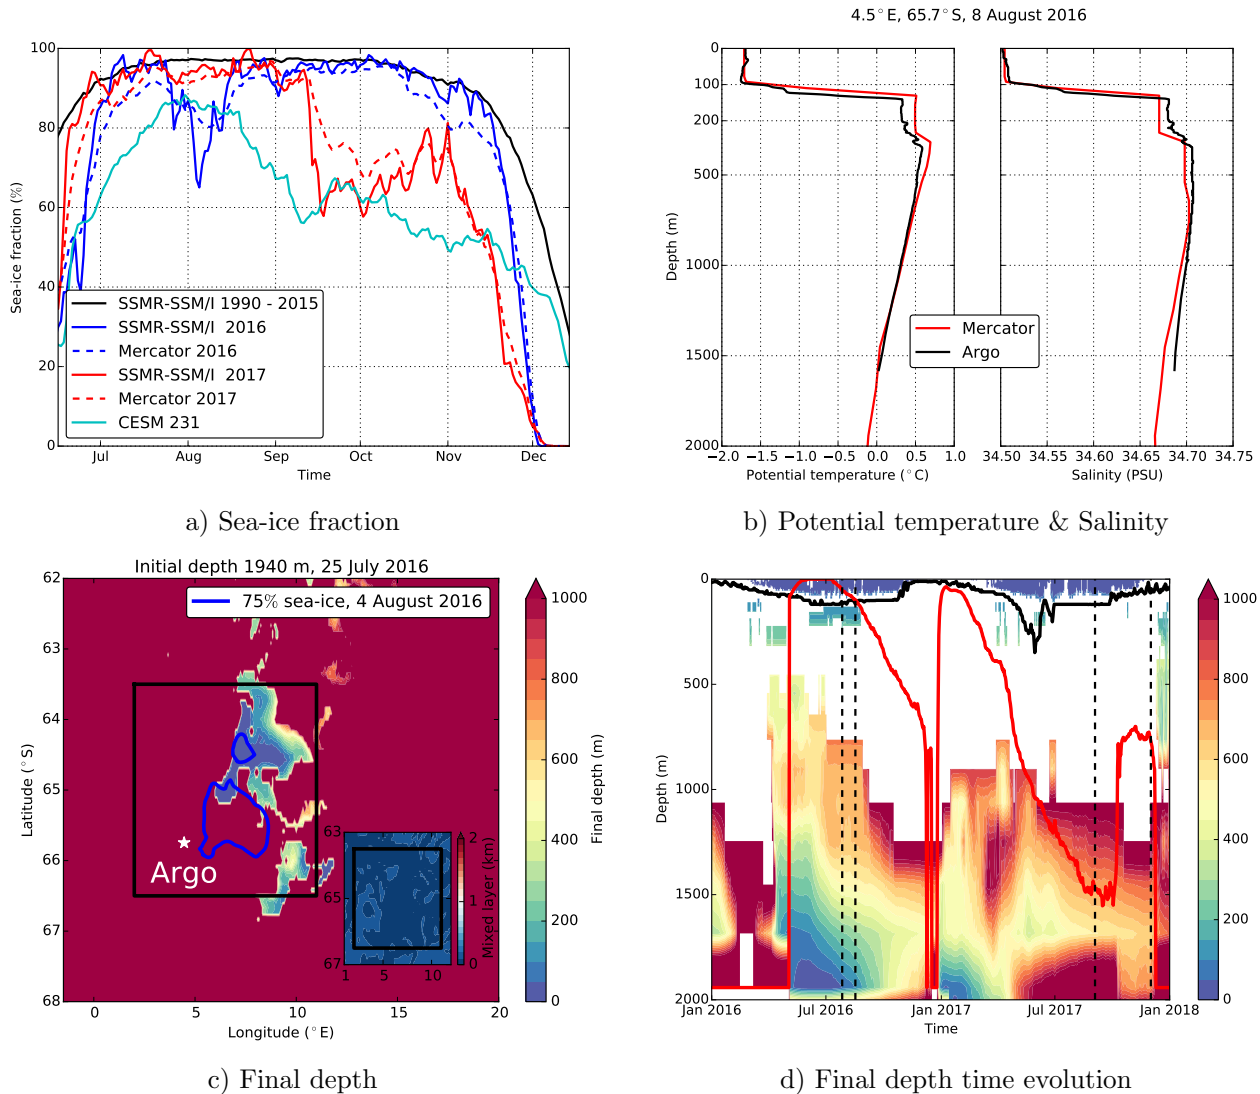 4.5°E, 65.7°S, 8 August 2016
100
80
60
40
20
0
Sea-ice fraction (%)
SSMR-SSM/I 1990 - 2015
SSMR-SSM/I 2016
Mercator 2016
SSMR-SSM/I 2017
Mercator 2017
CESM 231
Jul Aug Sep Oct Nov Dec
Time
a) Sea-ice fraction
0
100
200
500
1000
1500
2000
Depth (m)
Mercator
Argo
−2.0 −1.5 −1.0 −0.5 0.0 0.5 1.0
Potential temperature (°C)
34.50 34.55 34.60 34.65 34.70 34.75
Salinity (PSU)
b) Potential temperature & Salinity
Initial depth 1940 m, 25 July 2016
75% sea-ice, 4 August 2016
62
63
64
65
66
67
68
Latitude (°S)
Argo
63
65
67
1 5 10
2
1
0
Mixed layer (km)
0 5 10 15 20
Longitude (°E)
1000
800
600
400
200
0
Final depth (m)
c) Final depth
0
500
1000
1500
2000
Depth (m)
Jan 2016 Jul 2016 Jan 2017 Jul 2017 Jan 2018
Time
1000
800
600
400
200
0
d) Final depth time evolution